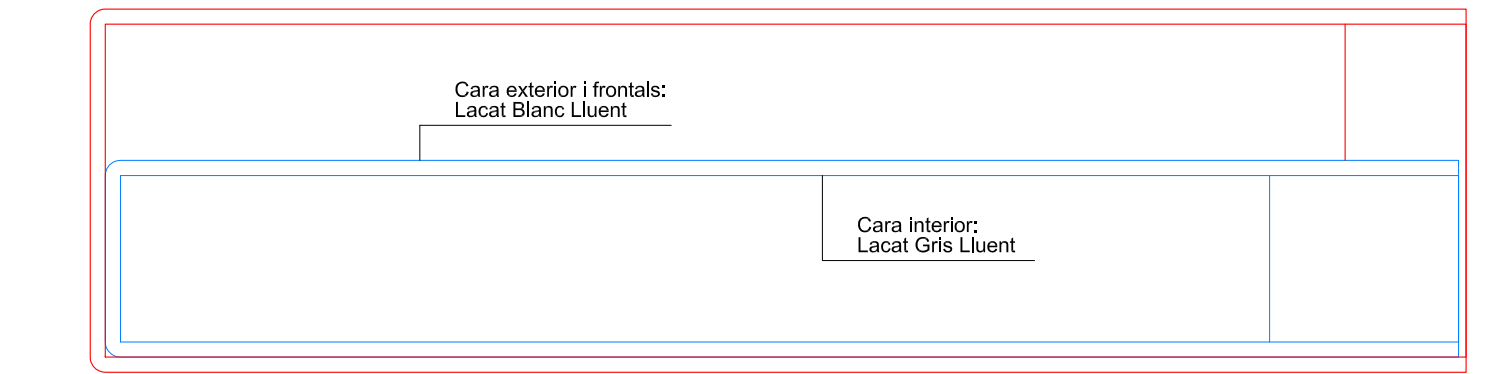 Cara exterior i frontals:
Lacat Blanc Lluent
Cara interior:
Lacat Gris Lluent